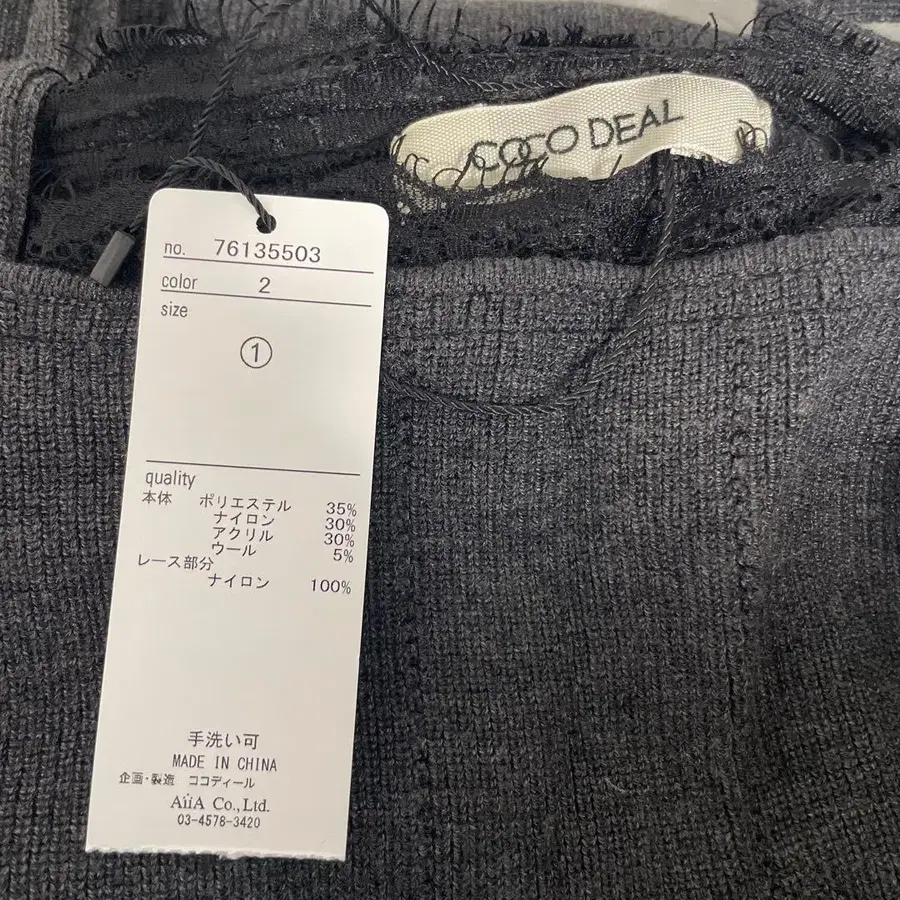 COCO DEAL
no. 76135503
color 2
size
①
quality
本体 ポリエステル 35%
ナイロン 30%
アクリル 30%
ウール 5%
レース部分
ナイロン 100%
手洗い可
MADE IN CHINA
企画・製造 ココディール
AiiA Co.,Ltd.
03-4578-3420